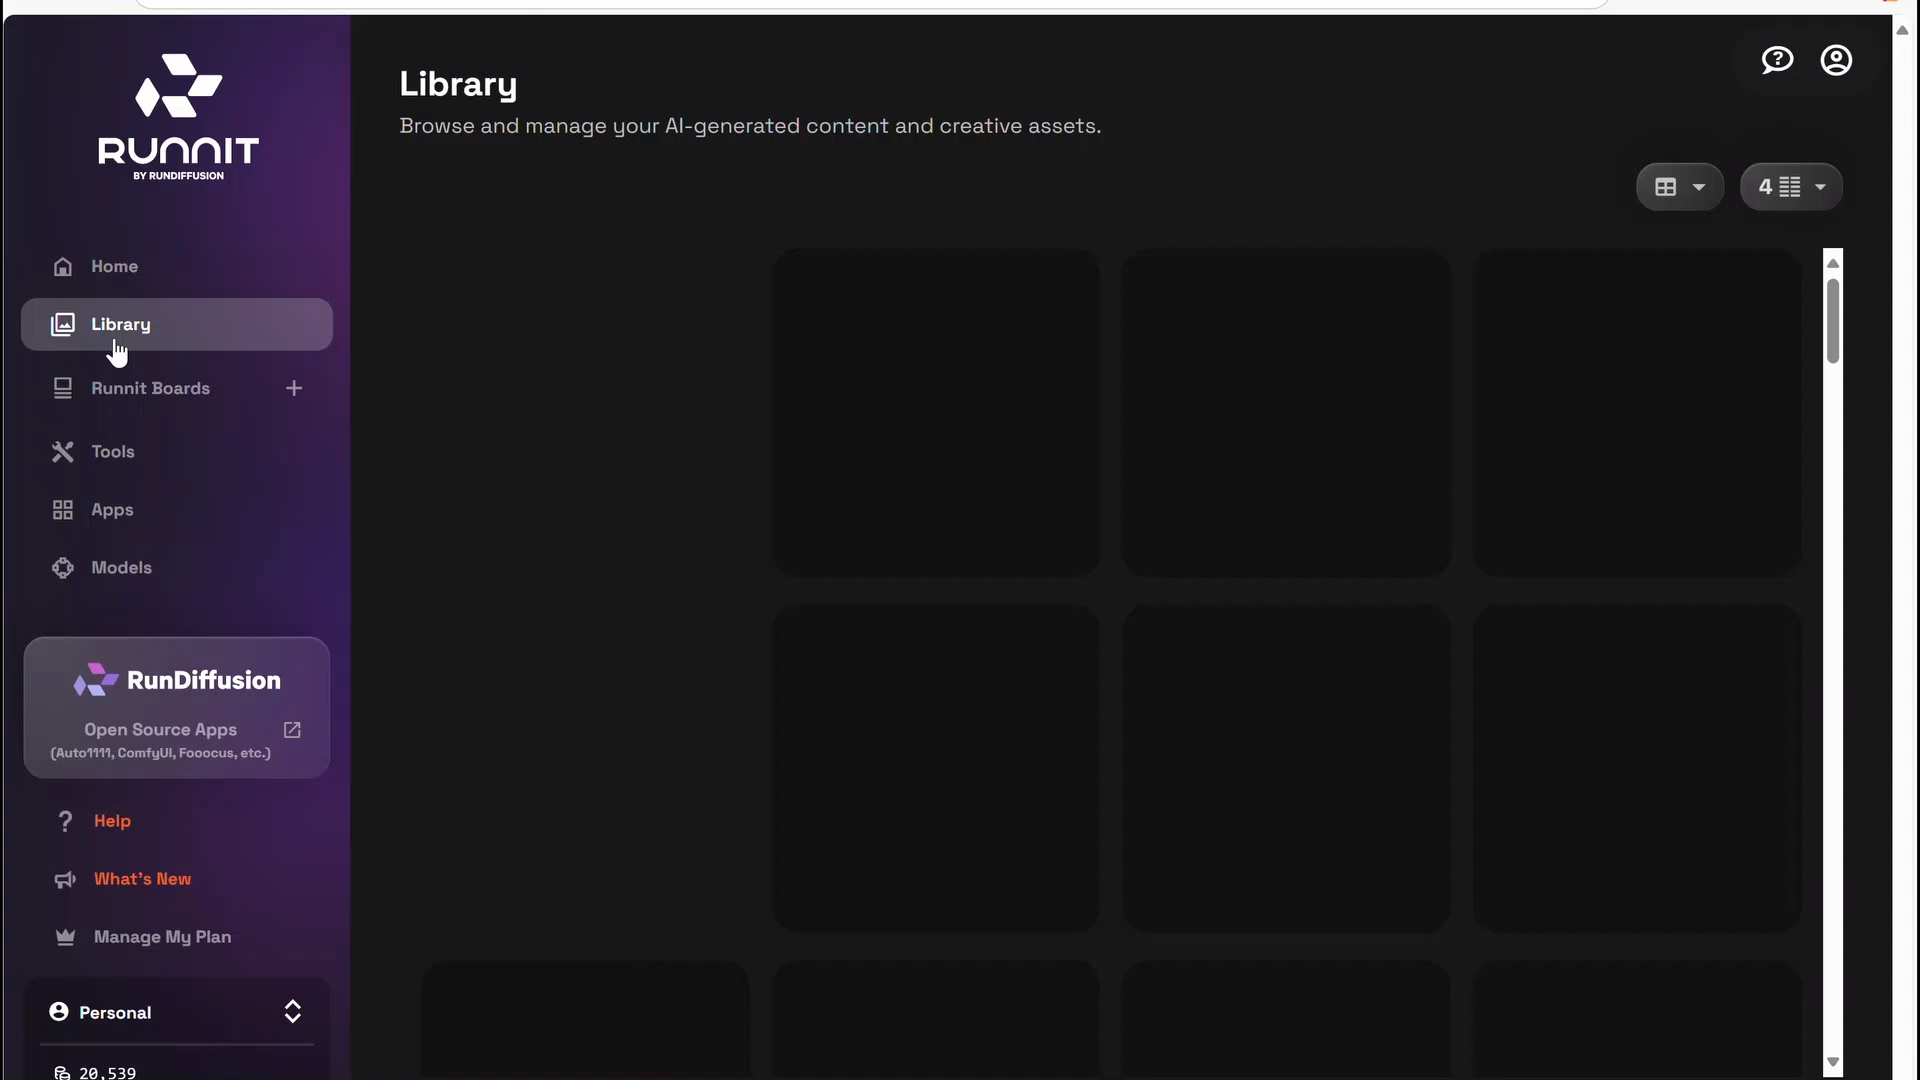 RUNNIT
BY RUNDIFFUSION
Home
Library
Runnit Boards
Tools
Apps
Models
RunDiffusion
Open Source Apps
(Auto1111, ComfyUI, Fooocus, etc.)
Help
What's New
Manage My Plan
Personal
20,539
Library
Browse and manage your AI-generated content and creative assets.
4